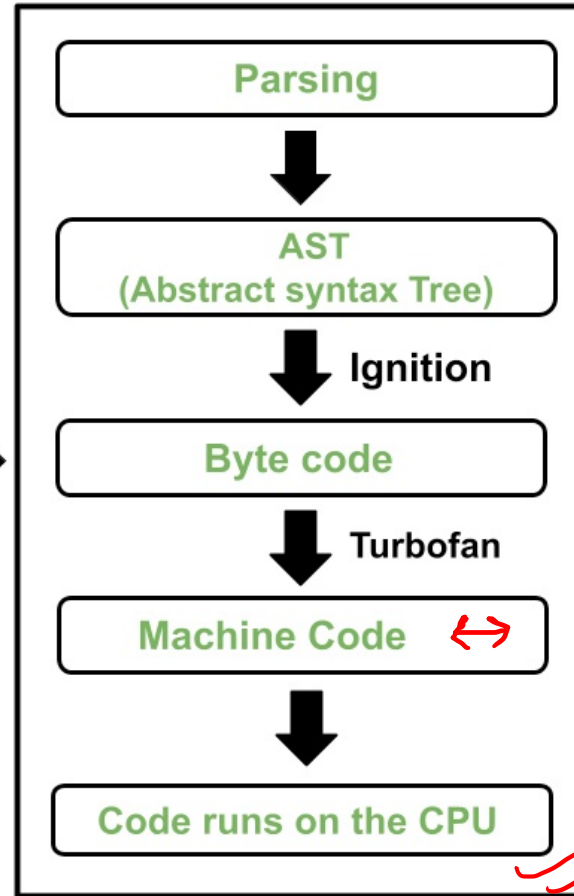 Parsing
AST
(Abstract syntax Tree)
Ignition
Byte code
Turbofan
Machine Code
Code runs on the CPU